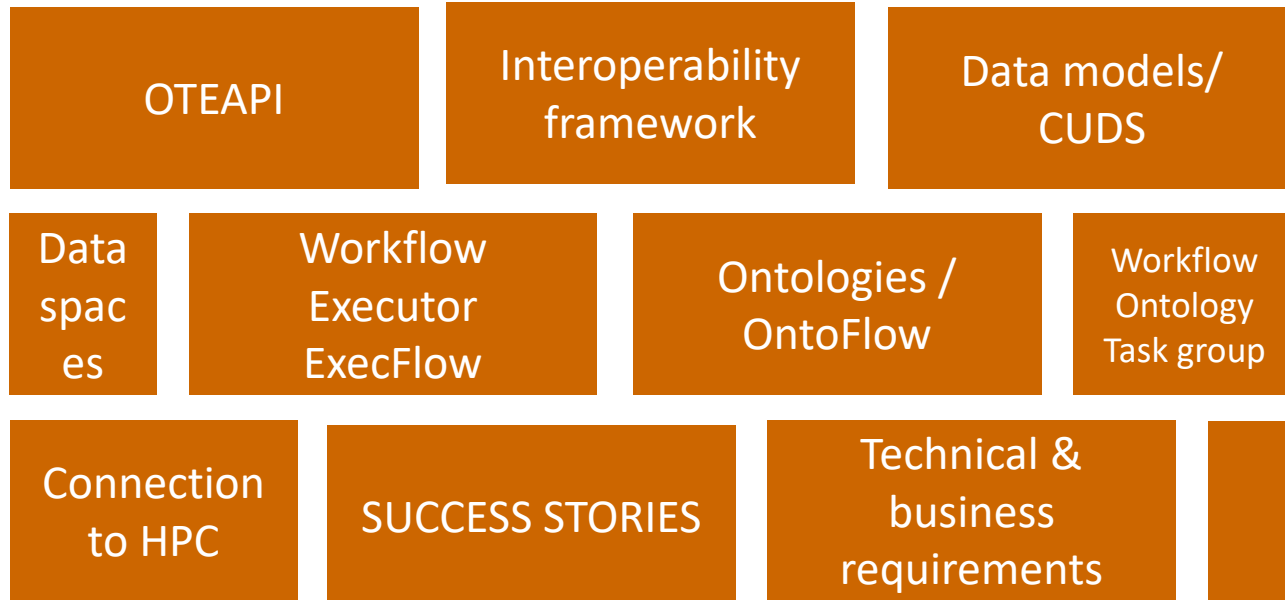 OTEAPI
Interoperability
framework
Data models/
CUDS
Data
spac
es
Workflow
Executor
ExecFlow
Ontologies /
OntoFlow
Workflow
Ontology
Task group
Connection
to HPC
SUCCESS STORIES
Technical &
business
requirements